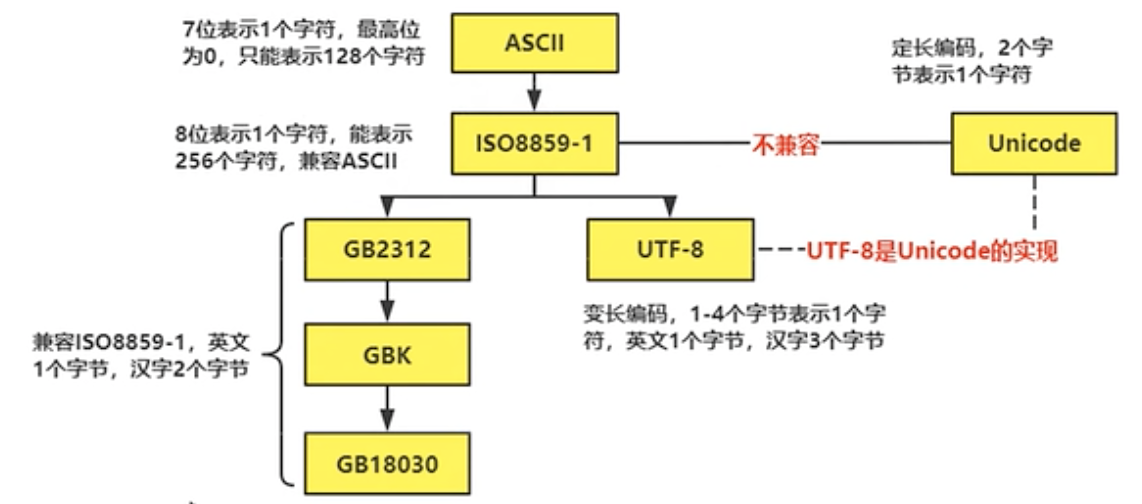 7位表示1个字符，最高位
为0，只能表示128个字符
ASCII
定长编码，2个字
节表示1个字符
8位表示1个字符，能表示
256个字符，兼容ASCII
ISO8859-1
不兼容
Unicode
GB2312
UTF-8
UTF-8是Unicode的实现
变长编码，1-4个字节表示1个字
符，英文1个字节，汉字3个字节
兼容ISO8859-1，英文
1个字节，汉字2个字节
GBK
GB18030